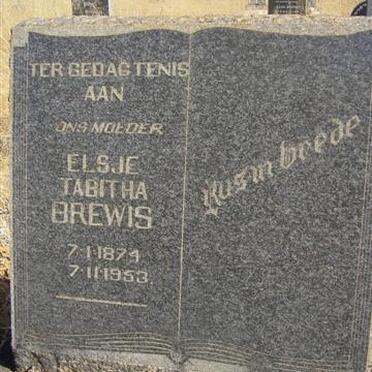 TER GEDAGTENIS
AAN
ONS MOEDER
ELSJE
TABITHA
BREWIS
7-1-1874
7-11-1953
Rus in vrede